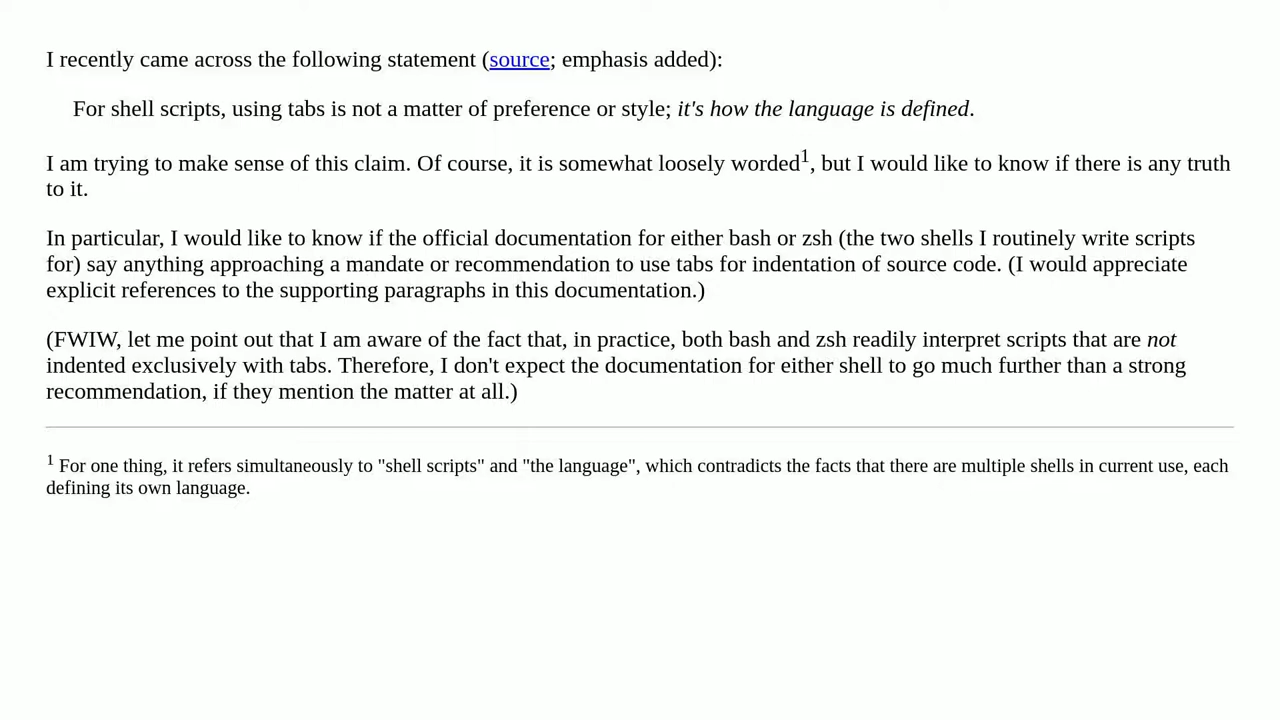 I recently came across the following statement (source; emphasis added):
For shell scripts, using tabs is not a matter of preference or style; it's how the language is defined.
I am trying to make sense of this claim. Of course, it is somewhat loosely worded1, but I would like to know if there is any truth
to it.
In particular, I would like to know if the official documentation for either bash or zsh (the two shells I routinely write scripts
for) say anything approaching a mandate or recommendation to use tabs for indentation of source code. (I would appreciate
explicit references to the supporting paragraphs in this documentation.)
(FWIW, let me point out that I am aware of the fact that, in practice, both bash and zsh readily interpret scripts that are not
indented exclusively with tabs. Therefore, I don't expect the documentation for either shell to go much further than a strong
recommendation, if they mention the matter at all.)
1 For one thing, it refers simultaneously to "shell scripts" and "the language", which contradicts the facts that there are multiple shells in current use, each
defining its own language.